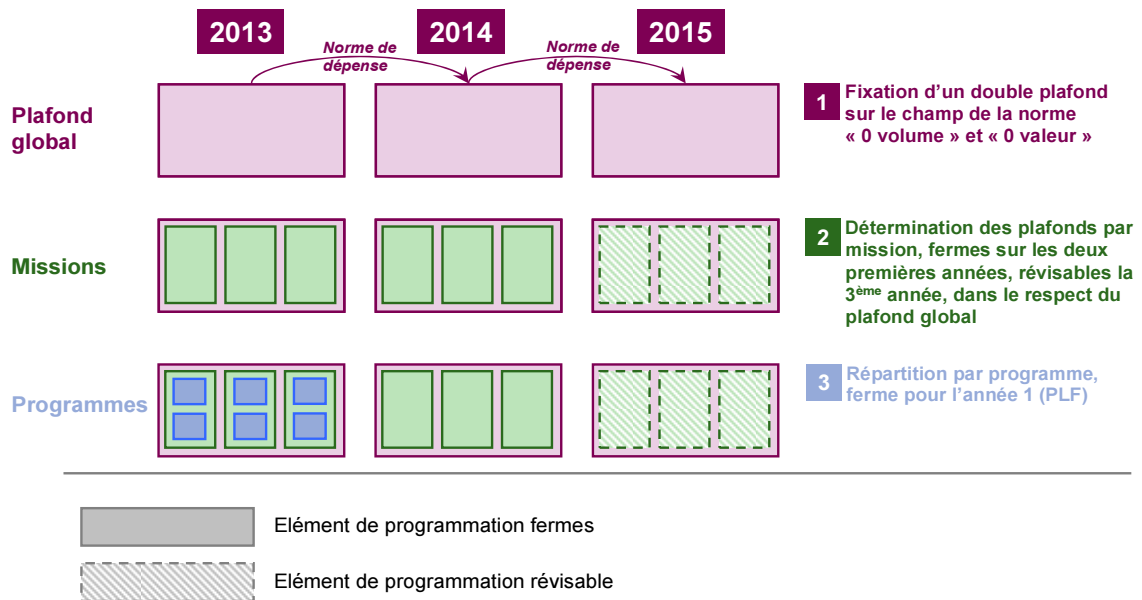 2013
2014
2015
Norme de
dépense
Norme de
dépense
Plafond
global
1
Fixation d’un double plafond
sur le champ de la norme
« 0 volume » et « 0 valeur »
Missions
2
Détermination des plafonds par
mission, fermes sur les deux
premières années, révisables la
3ème année, dans le respect du
plafond global
Programmes
3
Répartition par programme,
ferme pour l’année 1 (PLF)
Elément de programmation fermes
Elément de programmation révisable